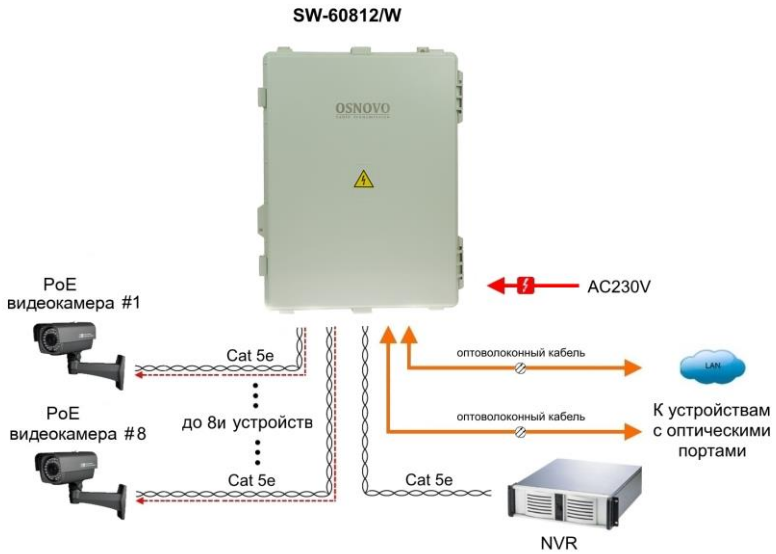 SW-60812/W
OSNOVO
AC230V
PoE
видеокамера #1
Cat 5e
оптоволоконный кабель
LAN
до 8и устройств
PoE
видеокамера #8
Cat 5e
оптоволоконный кабель
К устройствам
с оптическими
портами
Cat 5e
NVR